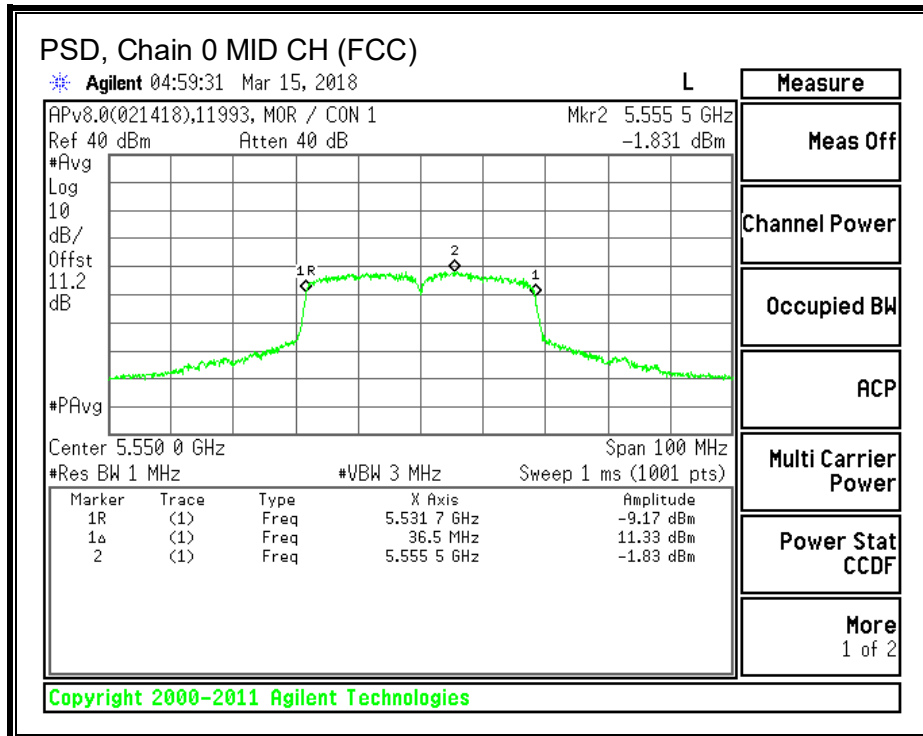 PSD, Chain 0 MID CH (FCC)
Agilent 04:59:31 Mar 15, 2018 L
Measure
APv8.0(021418),11993, MOR / CON 1 Mkr2 5.555 5 GHz
Ref 40 dBm Atten 40 dB -1.831 dBm
Meas Off
#Avg
Log
10
dB/
Offst
11.2
dB
#PAvg
2
1R
1
Channel Power
Occupied BW
ACP
Center 5.550 0 GHz Span 100 MHz
#Res BW 1 MHz #VBW 3 MHz Sweep 1 ms (1001 pts)
Multi Carrier
Power
Marker Trace Type X Axis Amplitude
1R (1) Freq 5.531 7 GHz -9.17 dBm
1Δ (1) Freq 36.5 MHz 11.33 dBm
2 (1) Freq 5.555 5 GHz -1.83 dBm
Power Stat
CCDF
More
1 of 2
Copyright 2000-2011 Agilent Technologies